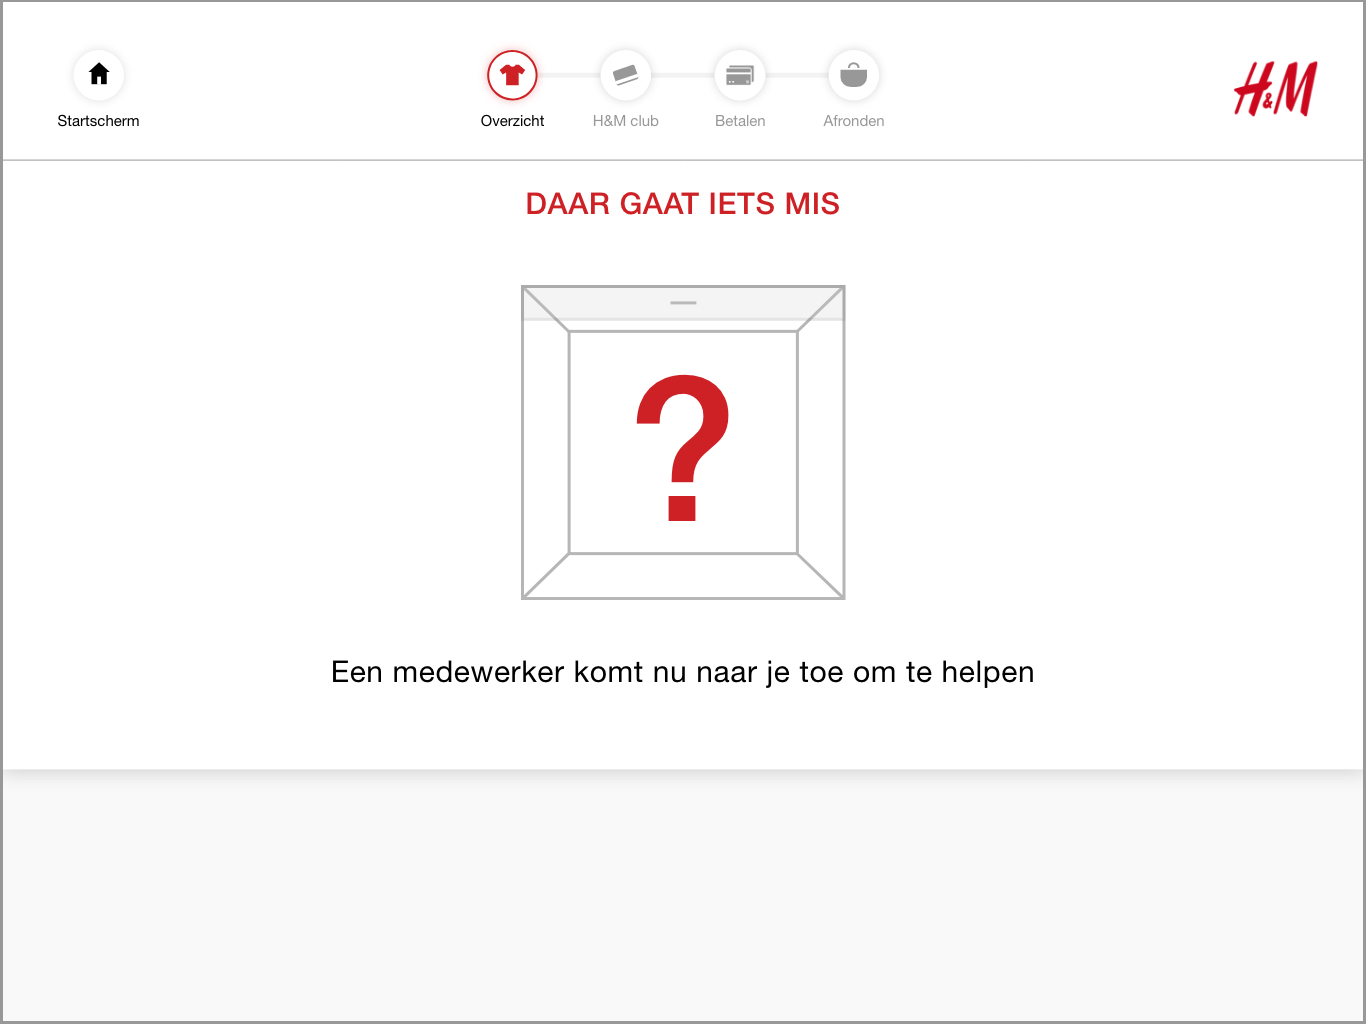 Startscherm
Overzicht
H&M club
Betalen
Afronden
H&M
DAAR GAAT IETS MIS
?
Een medewerker komt nu naar je toe om te helpen